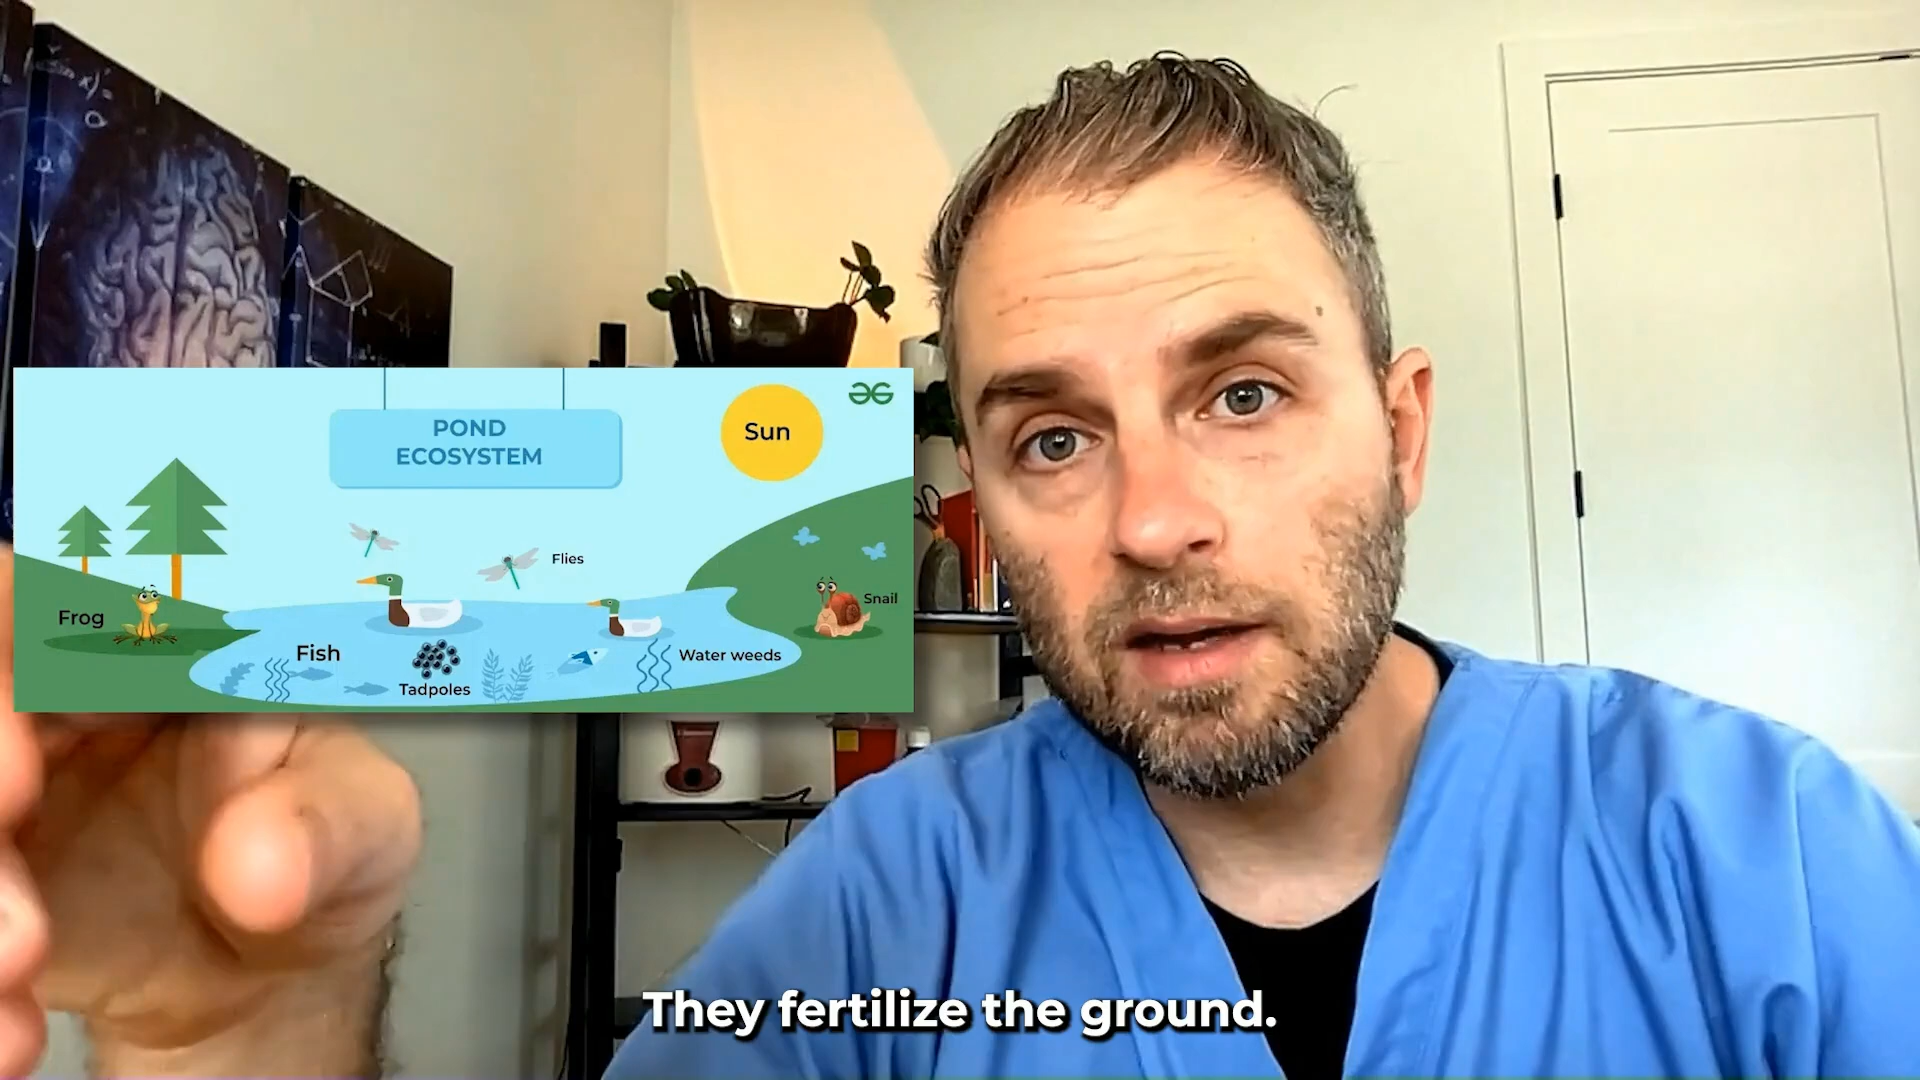 POND
ECOSYSTEM
Sun
Flies
Frog
Snail
Fish
Water weeds
Tadpoles
They fertilize the ground.